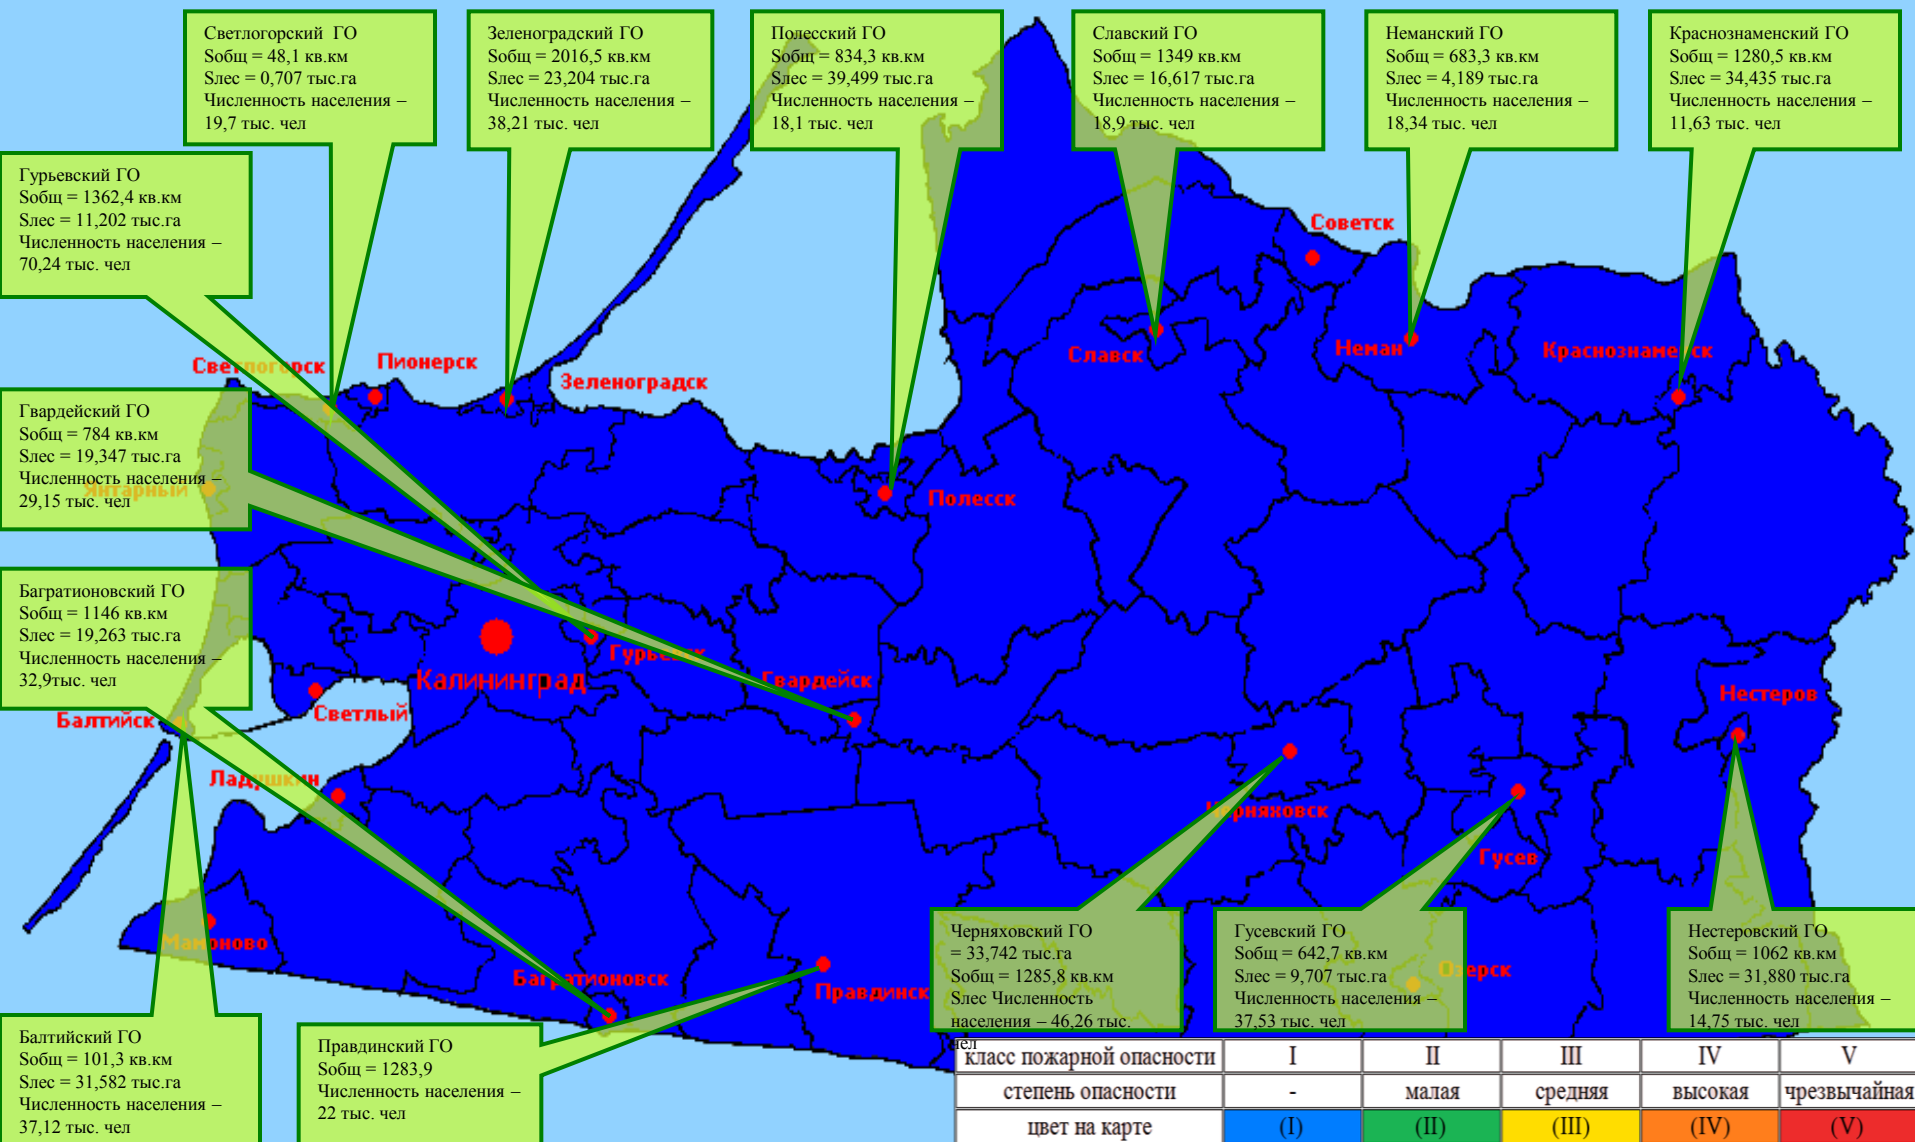 Светлогорский ГО
Sобщ = 48,1 кв.км
Sлес = 0,707 тыс.га
Численность населения –
19,7 тыс. чел
Зеленоградский ГО
Sобщ = 2016,5 кв.км
Sлес = 23,204 тыс.га
Численность населения –
38,21 тыс. чел
Полесский ГО
Sобщ = 834,3 кв.км
Sлес = 39,499 тыс.га
Численность населения –
18,1 тыс. чел
Славский ГО
Sобщ = 1349 кв.км
Sлес = 16,617 тыс.га
Численность населения –
18,9 тыс. чел
Неманский ГО
Sобщ = 683,3 кв.км
Sлес = 4,189 тыс.га
Численность населения –
18,34 тыс. чел
Краснознаменский ГО
Sобщ = 1280,5 кв.км
Sлес = 34,435 тыс.га
Численность населения –
11,63 тыс. чел
Гурьевский ГО
Sобщ = 1362,4 кв.км
Sлес = 11,202 тыс.га
Численность населения –
70,24 тыс. чел
Советск
Светлогорск
Пионерск
Зеленоградск
Славск
Неман
Краснознаменск
Гвардейский ГО
Sобщ = 784 кв.км
Sлес = 19,347 тыс.га
Численность населения –
29,15 тыс. чел
Янтарный
Полесск
Багратионовский ГО
Sобщ = 1146 кв.км
Sлес = 19,263 тыс.га
Численность населения –
32,9тыс. чел
Гурьевск
Калининград
Гвардейск
Нестеров
Светлый
Балтийск
Ладушкин
Черняховск
Гусев
Мамоново
Багратионовск
Правдинск
Озерск
Черняховский ГО
= 33,742 тыс.га
Sобщ = 1285,8 кв.км
Sлес Численность
населения – 46,26 тыс.
чел
Гусевский ГО
Sобщ = 642,7 кв.км
Sлес = 9,707 тыс.га
Численность населения –
37,53 тыс. чел
Нестеровский ГО
Sобщ = 1062 кв.км
Sлес = 31,880 тыс.га
Численность населения –
14,75 тыс. чел
Балтийский ГО
Sобщ = 101,3 кв.км
Sлес = 31,582 тыс.га
Численность населения –
37,12 тыс. чел
Правдинский ГО
Sобщ = 1283,9
Численность населения –
22 тыс. чел
класс пожарной опасности I II III IV V
степень опасности - малая средняя высокая чрезвычайная
цвет на карте (I) (II) (III) (IV) (V)